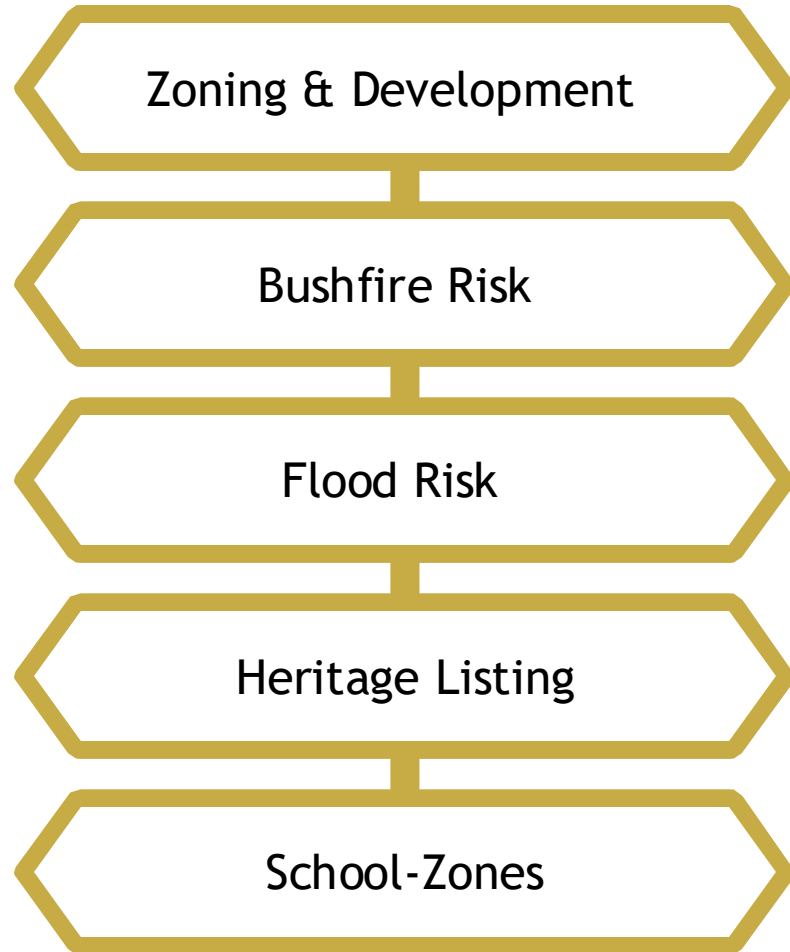 Zoning & Development
Bushfire Risk
Flood Risk
Heritage Listing
School-Zones